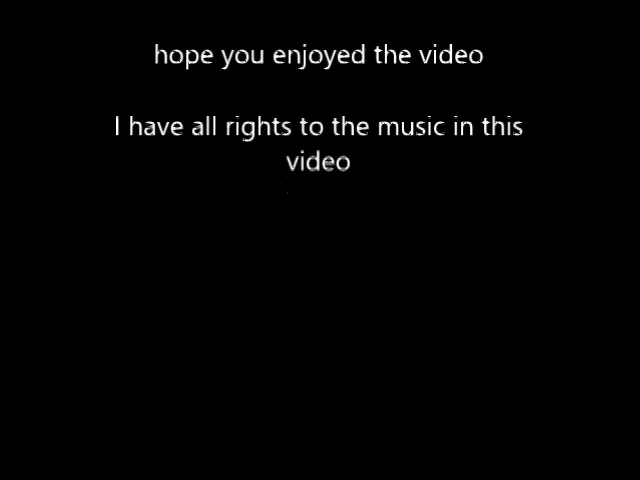 hope you enjoyed the video
I have all rights to the music in this
video